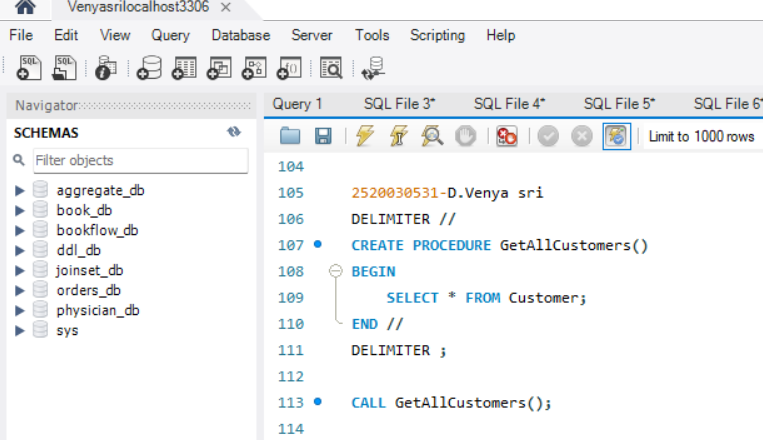 Venyasrilocalhost3306 ×
File Edit View Query Database Server Tools Scripting Help
Navigator
SCHEMAS
Filter objects
aggregate_db
book_db
bookflow_db
ddl_db
joinset_db
orders_db
physician_db
sys
Query 1 SQL File 3* SQL File 4* SQL File 5* SQL File 6*
Limit to 1000 rows
104
105 2520030531-D.Venya sri
106 DELIMITER //
107 CREATE PROCEDURE GetAllCustomers()
108 BEGIN
109 SELECT * FROM Customer;
110 END //
111 DELIMITER ;
112
113 CALL GetAllCustomers();
114